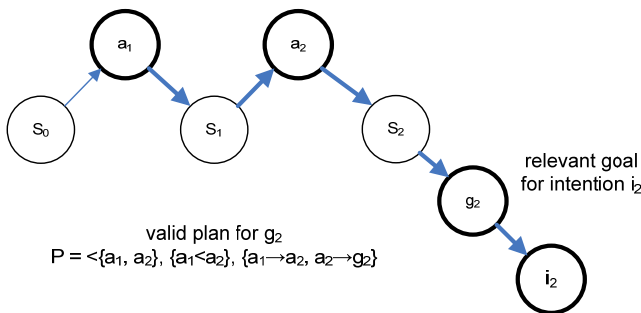 a₁
a₂
S₀
S₁
S₂
relevant goal
for intention i₂
g₂
valid plan for g₂
P = <{a₁, a₂}, {a₁<a₂}, {a₁→a₂, a₂→g₂}
i₂